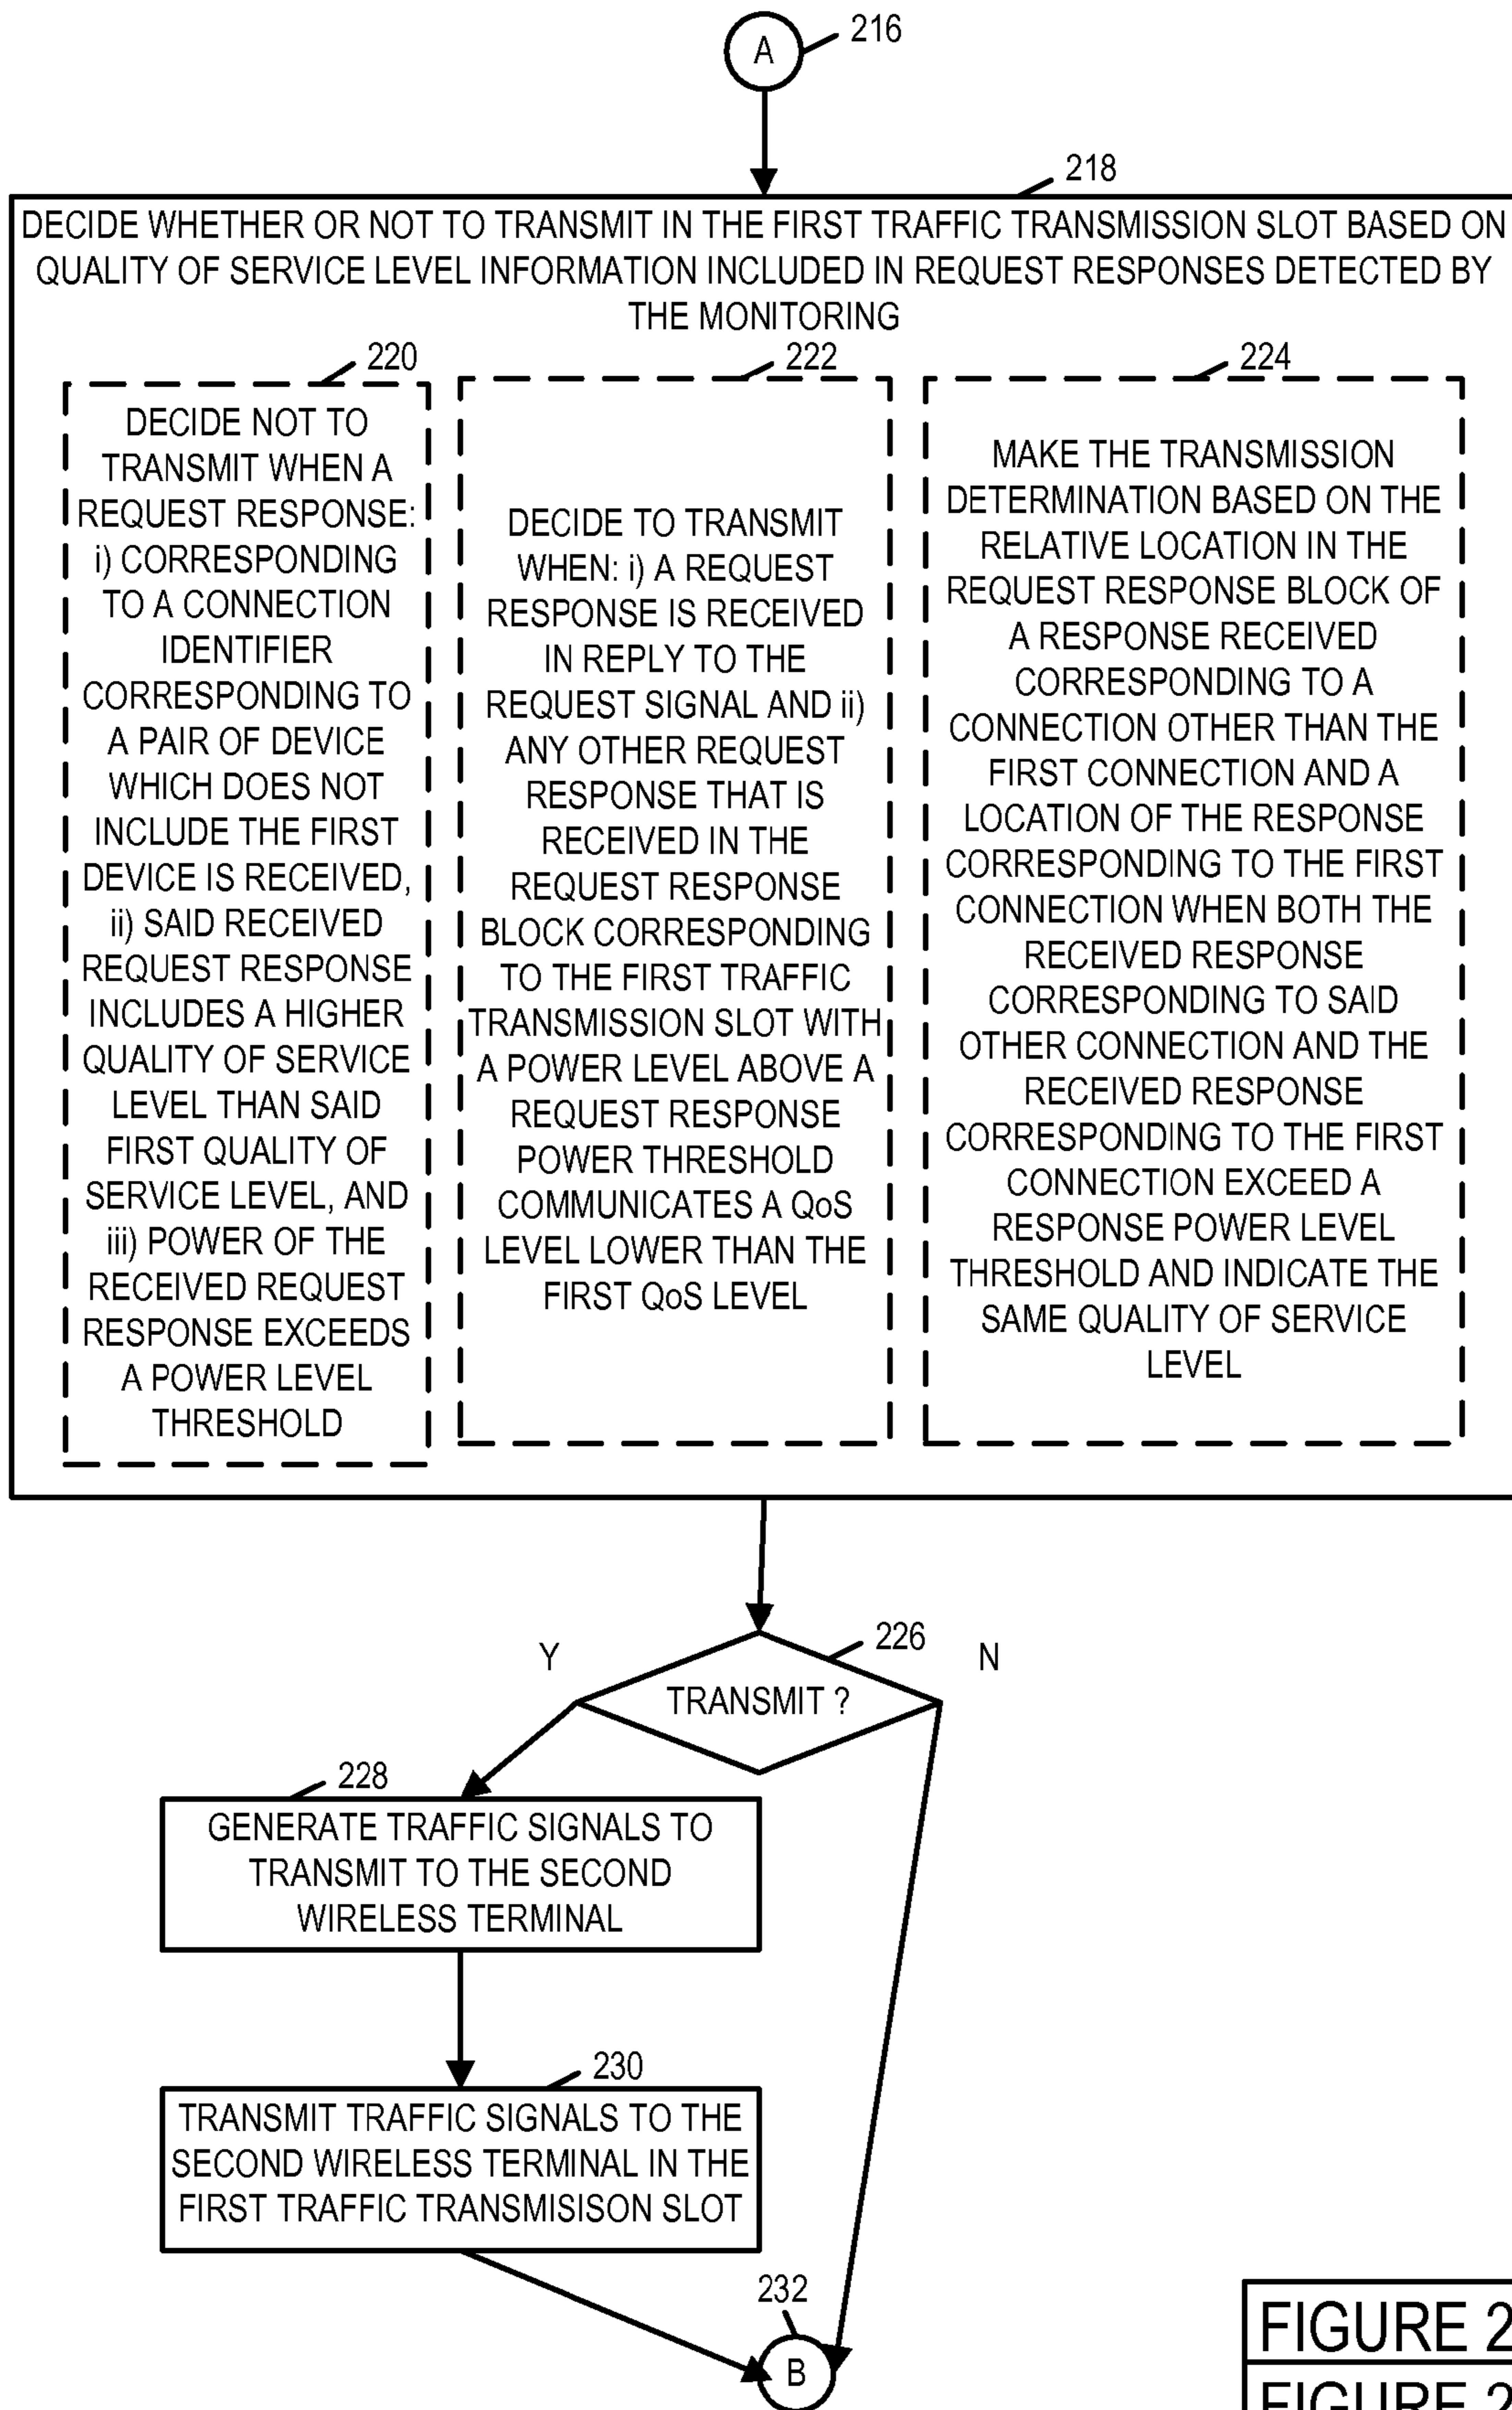 A
216
218
DECIDE WHETHER OR NOT TO TRANSMIT IN THE FIRST TRAFFIC TRANSMISSION SLOT BASED ON
QUALITY OF SERVICE LEVEL INFORMATION INCLUDED IN REQUEST RESPONSES DETECTED BY
THE MONITORING
220
DECIDE NOT TO
TRANSMIT WHEN A
REQUEST RESPONSE:
i) CORRESPONDING
TO A CONNECTION
IDENTIFIER
CORRESPONDING TO
A PAIR OF DEVICE
WHICH DOES NOT
INCLUDE THE FIRST
DEVICE IS RECEIVED,
ii) SAID RECEIVED
REQUEST RESPONSE
INCLUDES A HIGHER
QUALITY OF SERVICE
LEVEL THAN SAID
FIRST QUALITY OF
SERVICE LEVEL, AND
iii) POWER OF THE
RECEIVED REQUEST
RESPONSE EXCEEDS
A POWER LEVEL
THRESHOLD
222
DECIDE TO TRANSMIT
WHEN: i) A REQUEST
RESPONSE IS RECEIVED
IN REPLY TO THE
REQUEST SIGNAL AND ii)
ANY OTHER REQUEST
RESPONSE THAT IS
RECEIVED IN THE
REQUEST RESPONSE
BLOCK CORRESPONDING
TO THE FIRST TRAFFIC
TRANSMISSION SLOT WITH
A POWER LEVEL ABOVE A
REQUEST RESPONSE
POWER THRESHOLD
COMMUNICATES A QoS
LEVEL LOWER THAN THE
FIRST QoS LEVEL
224
MAKE THE TRANSMISSION
DETERMINATION BASED ON THE
RELATIVE LOCATION IN THE
REQUEST RESPONSE BLOCK OF
A RESPONSE RECEIVED
CORRESPONDING TO A
CONNECTION OTHER THAN THE
FIRST CONNECTION AND A
LOCATION OF THE RESPONSE
CORRESPONDING TO THE FIRST
CONNECTION WHEN BOTH THE
RECEIVED RESPONSE
CORRESPONDING TO SAID
OTHER CONNECTION AND THE
RECEIVED RESPONSE
CORRESPONDING TO THE FIRST
CONNECTION EXCEED A
RESPONSE POWER LEVEL
THRESHOLD AND INDICATE THE
SAME QUALITY OF SERVICE
LEVEL
226
Y
N
TRANSMIT ?
228
GENERATE TRAFFIC SIGNALS TO
TRANSMIT TO THE SECOND
WIRELESS TERMINAL
230
TRANSMIT TRAFFIC SIGNALS TO THE
SECOND WIRELESS TERMINAL IN THE
FIRST TRAFFIC TRANSMISISON SLOT
232
B
FIGURE 2
FIGURE 2